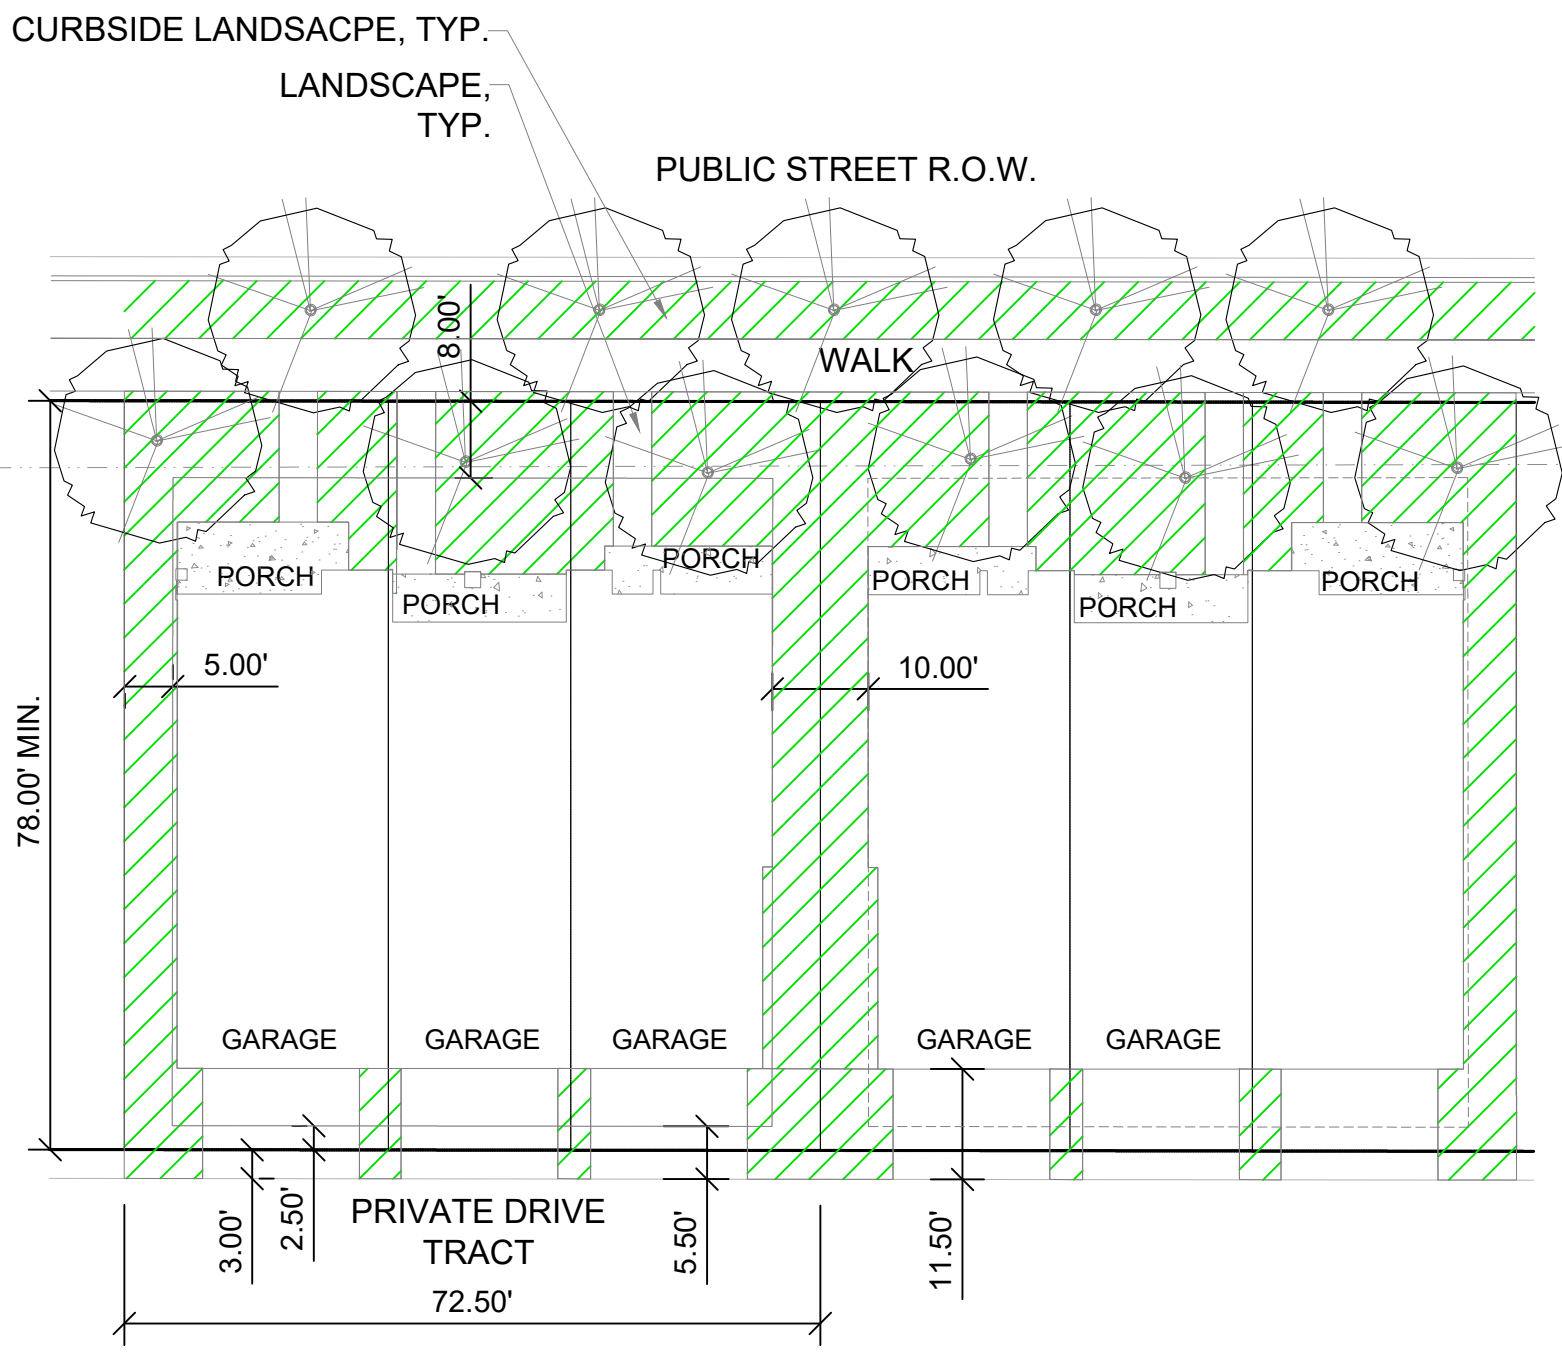 CURBSIDE LANDSACPE, TYP.
LANDSCAPE,
TYP.
PUBLIC STREET R.O.W.
8.00'
WALK
PORCH
PORCH
PORCH
PORCH
PORCH
PORCH
5.00'
10.00'
78.00' MIN.
GARAGE
GARAGE
GARAGE
GARAGE
GARAGE
3.00'
2.50'
PRIVATE DRIVE
TRACT
5.50'
11.50'
72.50'